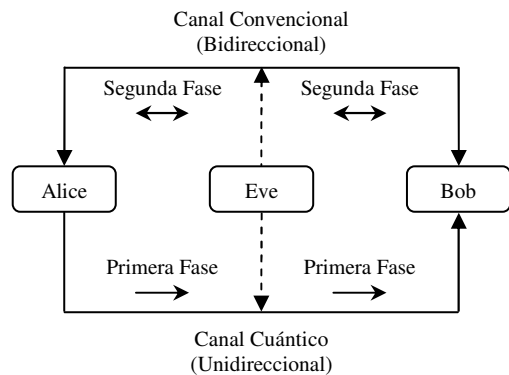 Canal Convencional
(Bidireccional)
Segunda Fase
Segunda Fase
Alice
Eve
Bob
Primera Fase
Primera Fase
Canal Cuántico
(Unidireccional)